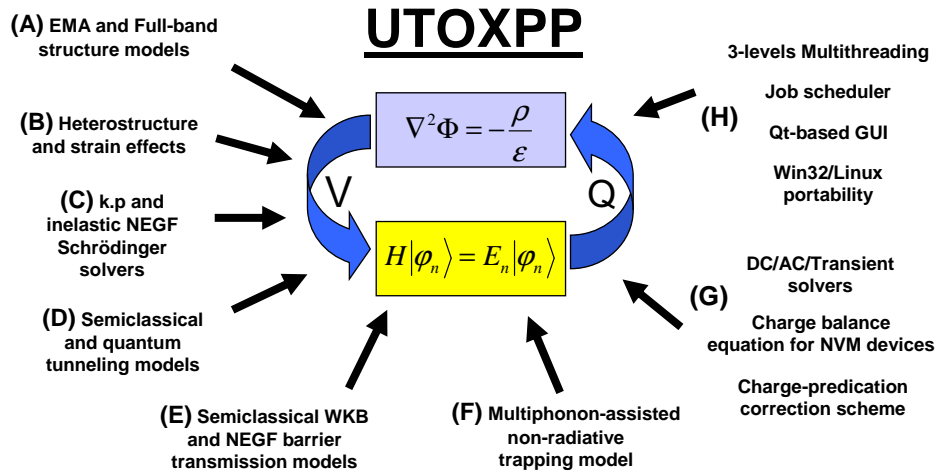 UTOXPP
(A) EMA and Full-band
structure models
(B) Heterostructure
and strain effects
(C) k.p and
inelastic NEGF
Schrödinger
solvers
(D) Semiclassical
and quantum
tunneling models
(E) Semiclassical WKB
and NEGF barrier
transmission models
(F) Multiphonon-assisted
non-radiative
trapping model
∇²Φ = −ρ/ε
V
Q
H|φₙ⟩ = Eₙ|φₙ⟩
3-levels Multithreading
Job scheduler
(H)
Qt-based GUI
Win32/Linux
portability
DC/AC/Transient
solvers
(G)
Charge balance
equation for NVM devices
Charge-predication
correction scheme